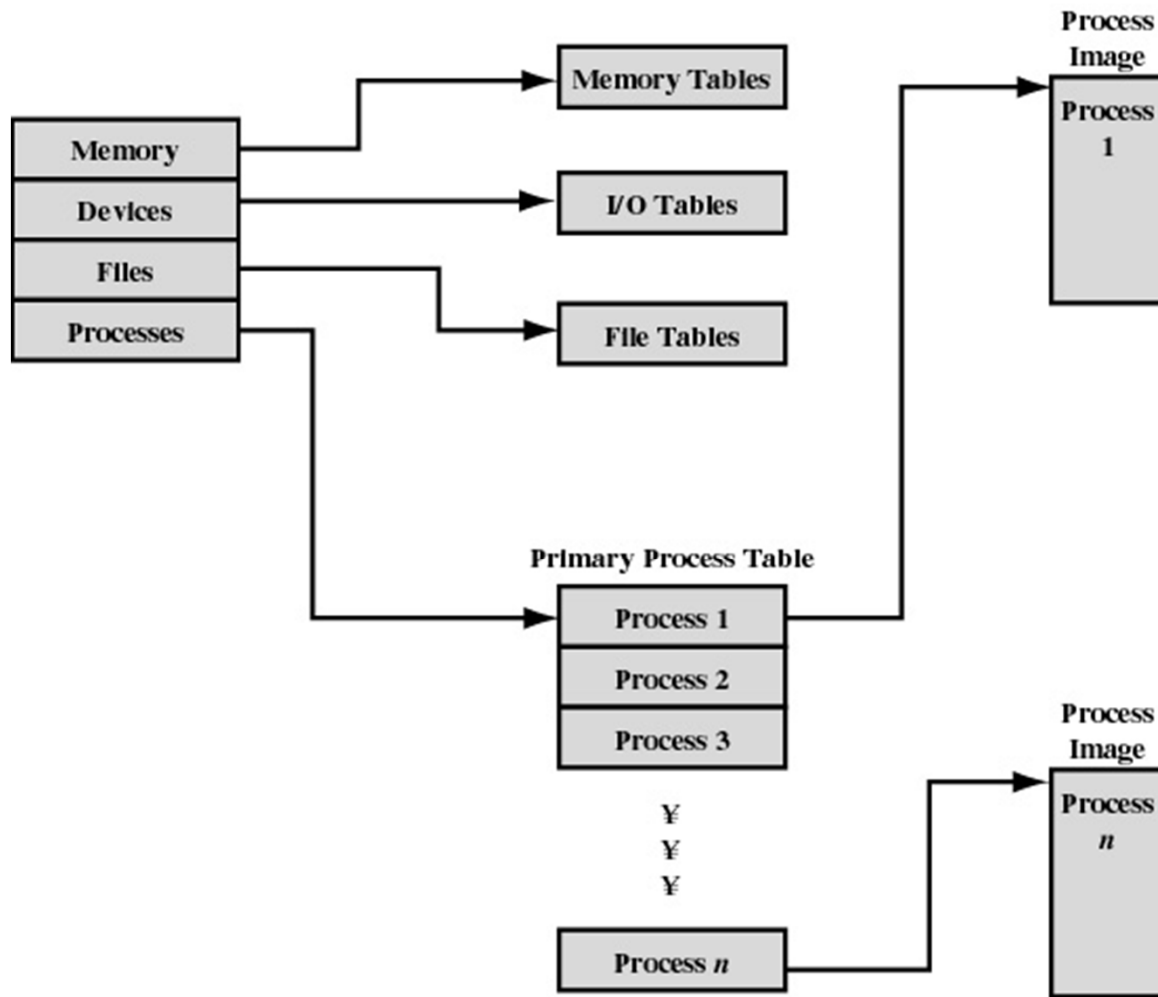 Memory
Devices
Files
Processes
Memory Tables
I/O Tables
File Tables
Primary Process Table
Process 1
Process 2
Process 3
¥
¥
¥
Process n
Process
Image
Process
1
Process
Image
Process
n